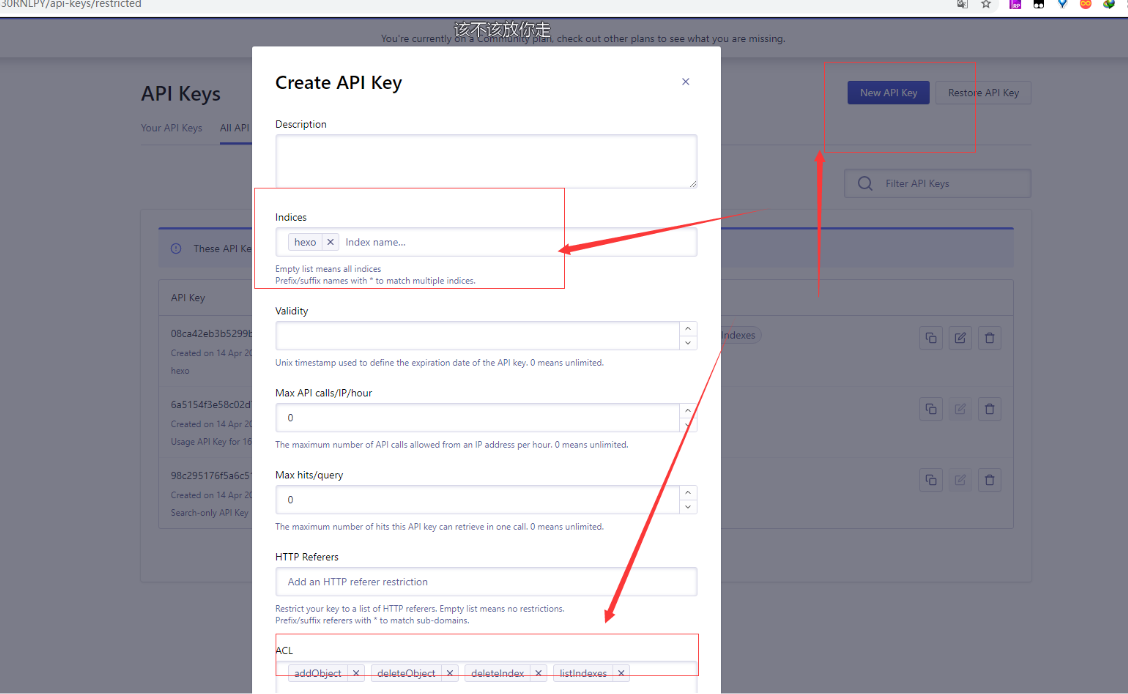 30RNLPY/api-keys/restricted
该不该放你走
You're currently on a Community plan, check out other plans to see what you are missing.
Create API Key
API Keys
New API Key
Restore API Key
Your API Keys
All API
Description
Filter API Keys
Indices
hexo
Index name...
These API Ke
Empty list means all indices
Prefix/suffix names with * to match multiple indices.
API Key
Validity
08ca42eb3b5299b
Created on 14 Apr 20
hexo
ndexes
Unix timestamp used to define the expiration date of the API key. 0 means unlimited.
Max API calls/IP/hour
0
6a5154f3e58c02d
Created on 14 Apr 20
Usage API Key for 16
The maximum number of API calls allowed from an IP address per hour. 0 means unlimited.
Max hits/query
0
98c295176f5a6c5
Created on 14 Apr 20
Search-only API Key
The maximum number of hits this API key can retrieve in one call. 0 means unlimited.
HTTP Referers
Add an HTTP referer restriction
Restrict your key to a list of HTTP referers. Empty list means no restrictions.
Prefix/suffix referers with * to match sub-domains.
ACL
addObject
deleteObject
deleteIndex
listIndexes